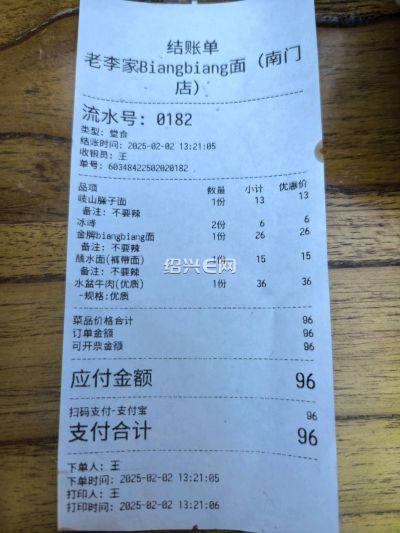 结账单
老李家Biangbiang面（南门
店）
流水号：0182
类型：堂食
结账时间：2025-02-02 13:21:05
收银员：王
单号：60348422502020182
品项 数量 小计 优惠价
岐山臊子面 1份 13 13
备注：不要辣
冰峰 2份 6 6
金牌biangbiang面 1份 26 26
备注：不要辣
蘸水面(裤带面) 1份 15 15
备注：不要辣
水盆牛肉(优质) 1份 36 36
-规格:优质
绍兴E网
菜品价格合计 96
订单金额 96
可开票金额 96
应付金额 96
扫码支付-支付宝 96
支付合计 96
下单人：王
下单时间：2025-02-02 13:21:05
打印人：王
打印时间：2025-02-02 13:21:06